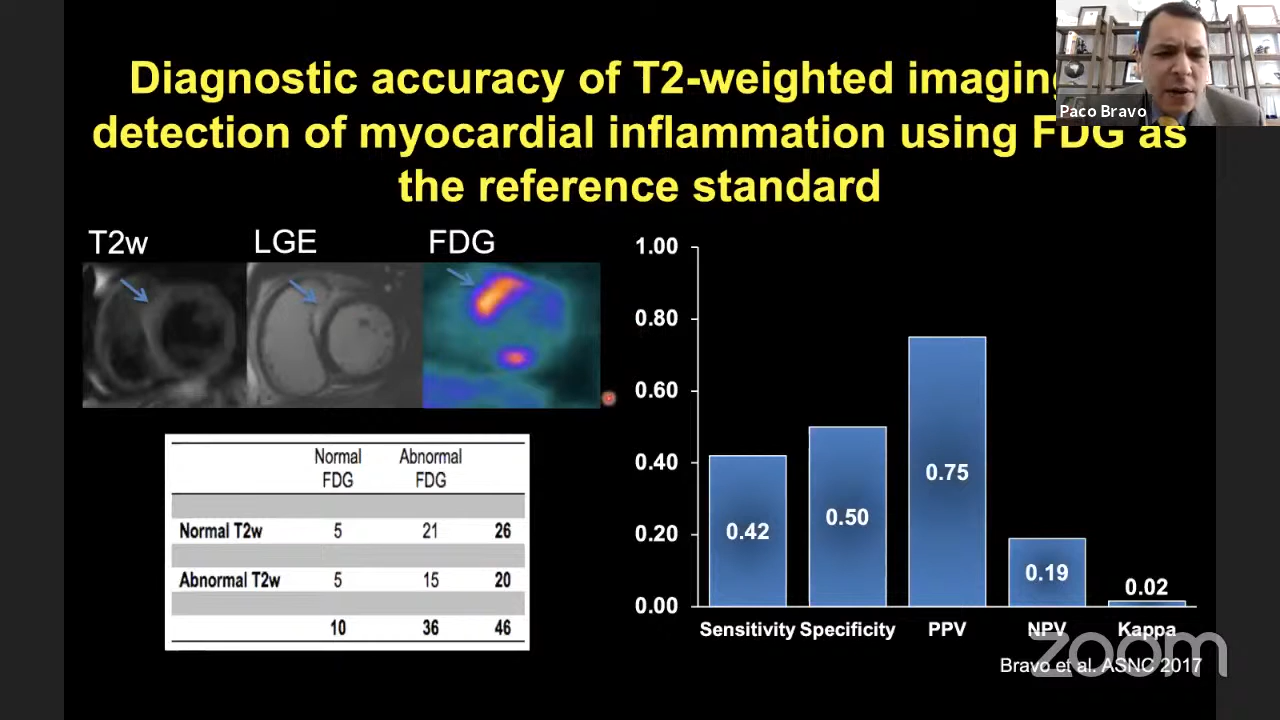 Diagnostic accuracy of T2-weighted imaging
detection of myocardial inflammation using FDG as
the reference standard
Paco Bravo
T2w LGE FDG
Normal FDG Abnormal FDG
Normal T2w 5 21 26
Abnormal T2w 5 15 20
10 36 46
1.00
0.80
0.60
0.40
0.20
0.00
0.42 0.50 0.75 0.19 0.02
Sensitivity Specificity PPV NPV Kappa
zoom
Bravo et al. ASNC 2017